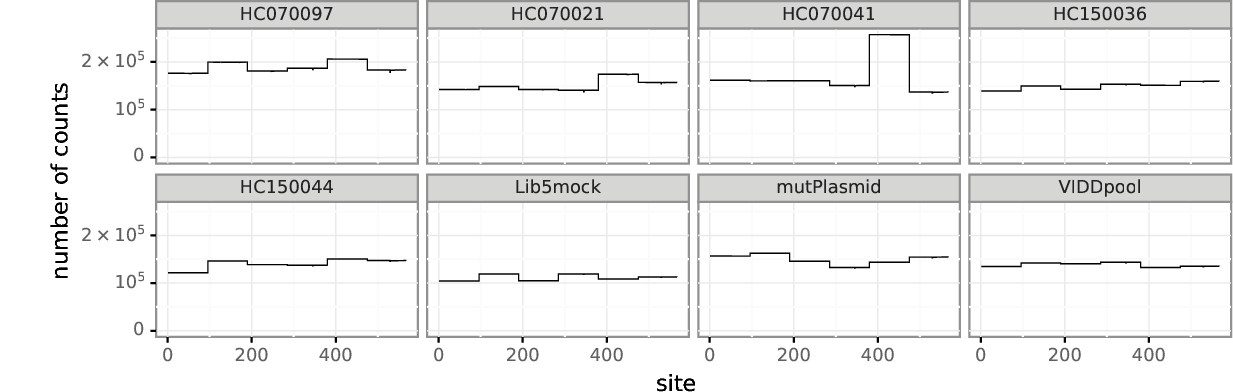 HC070097 HC070021 HC070041 HC150036
number of counts
2 × 10⁵
10⁵
0
HC150044 Lib5mock mutPlasmid VIDDpool
2 × 10⁵
10⁵
0
0 200 400 0 200 400 0 200 400 0 200 400
site